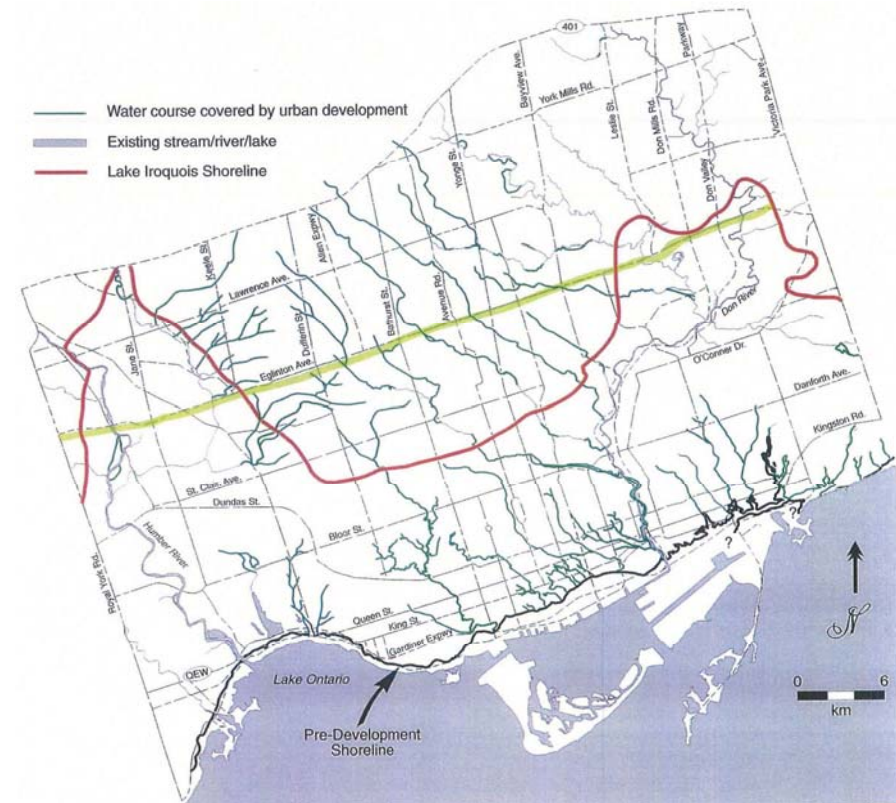 401
Bayview Ave.
Parkway
York Mills Rd.
Leslie St.
Don Mills Rd.
Victoria Park Ave.
Water course covered by urban development
Existing stream/river/lake
Lake Iroquois Shoreline
Yonge St.
Don Valley
Keele St.
Allen Expwy
Lawrence Ave.
Dufferin St.
Bathurst St.
Avenue Rd.
Jane St.
Eglinton Ave.
Don River
O'Conner Dr.
Danforth Ave.
Kingston Rd.
St. Clair Ave.
Dundas St.
Bloor St.
Humber River
Royal York Rd.
? ?
Queen St.
King St.
Gardiner Expwy
QEW
Lake Ontario
N
Pre-Development
Shoreline
0 6
km